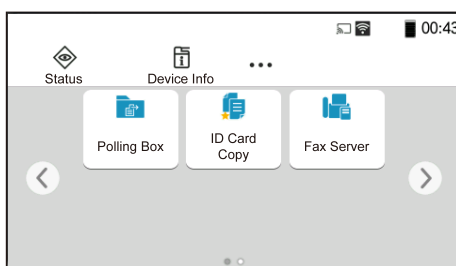 00:43
Status
Device Info
Polling Box
ID Card
Copy
Fax Server